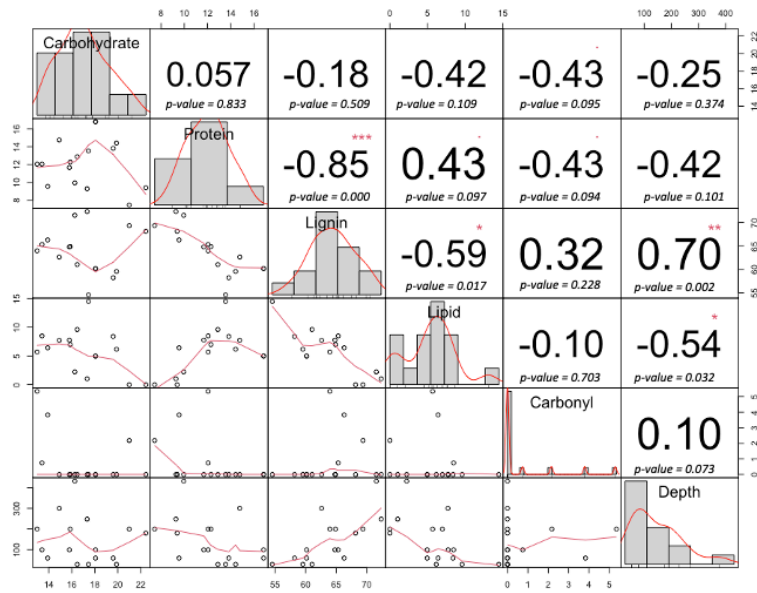 8 10 12 14 16
0 5 10 15
0 100 200 300 400
Carbohydrate
0.057
p-value = 0.833
-0.18
p-value = 0.509
-0.42
p-value = 0.109
.
-0.43
p-value = 0.095
-0.25
p-value = 0.374
14 16 18 20 22
8 10 12 14 16
Protein
***
-0.85
p-value = 0.000
.
0.43
p-value = 0.097
.
-0.43
p-value = 0.094
-0.42
p-value = 0.101
Lignin
*
-0.59
p-value = 0.017
0.32
p-value = 0.228
**
0.70
p-value = 0.002
55 60 65 70
0 5 10 15
Lipid
-0.10
p-value = 0.703
*
-0.54
p-value = 0.032
Carbonyl
0.10
p-value = 0.073
0 1 2 3 4 5
100 300
Depth
14 16 18 20 22
55 60 65 70
0 1 2 3 4 5